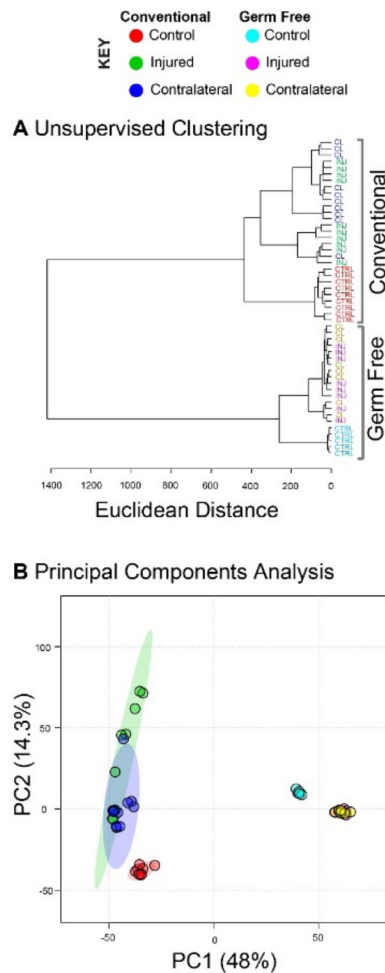 Conventional Germ Free
KEY
Control Control
Injured Injured
Contralateral Contralateral
A Unsupervised Clustering
Conventional
Germ Free
1400 1200 1000 800 600 400 200 0
Euclidean Distance
B Principal Components Analysis
100
50
0
-50
PC2 (14.3%)
-50 0 50
PC1 (48%)